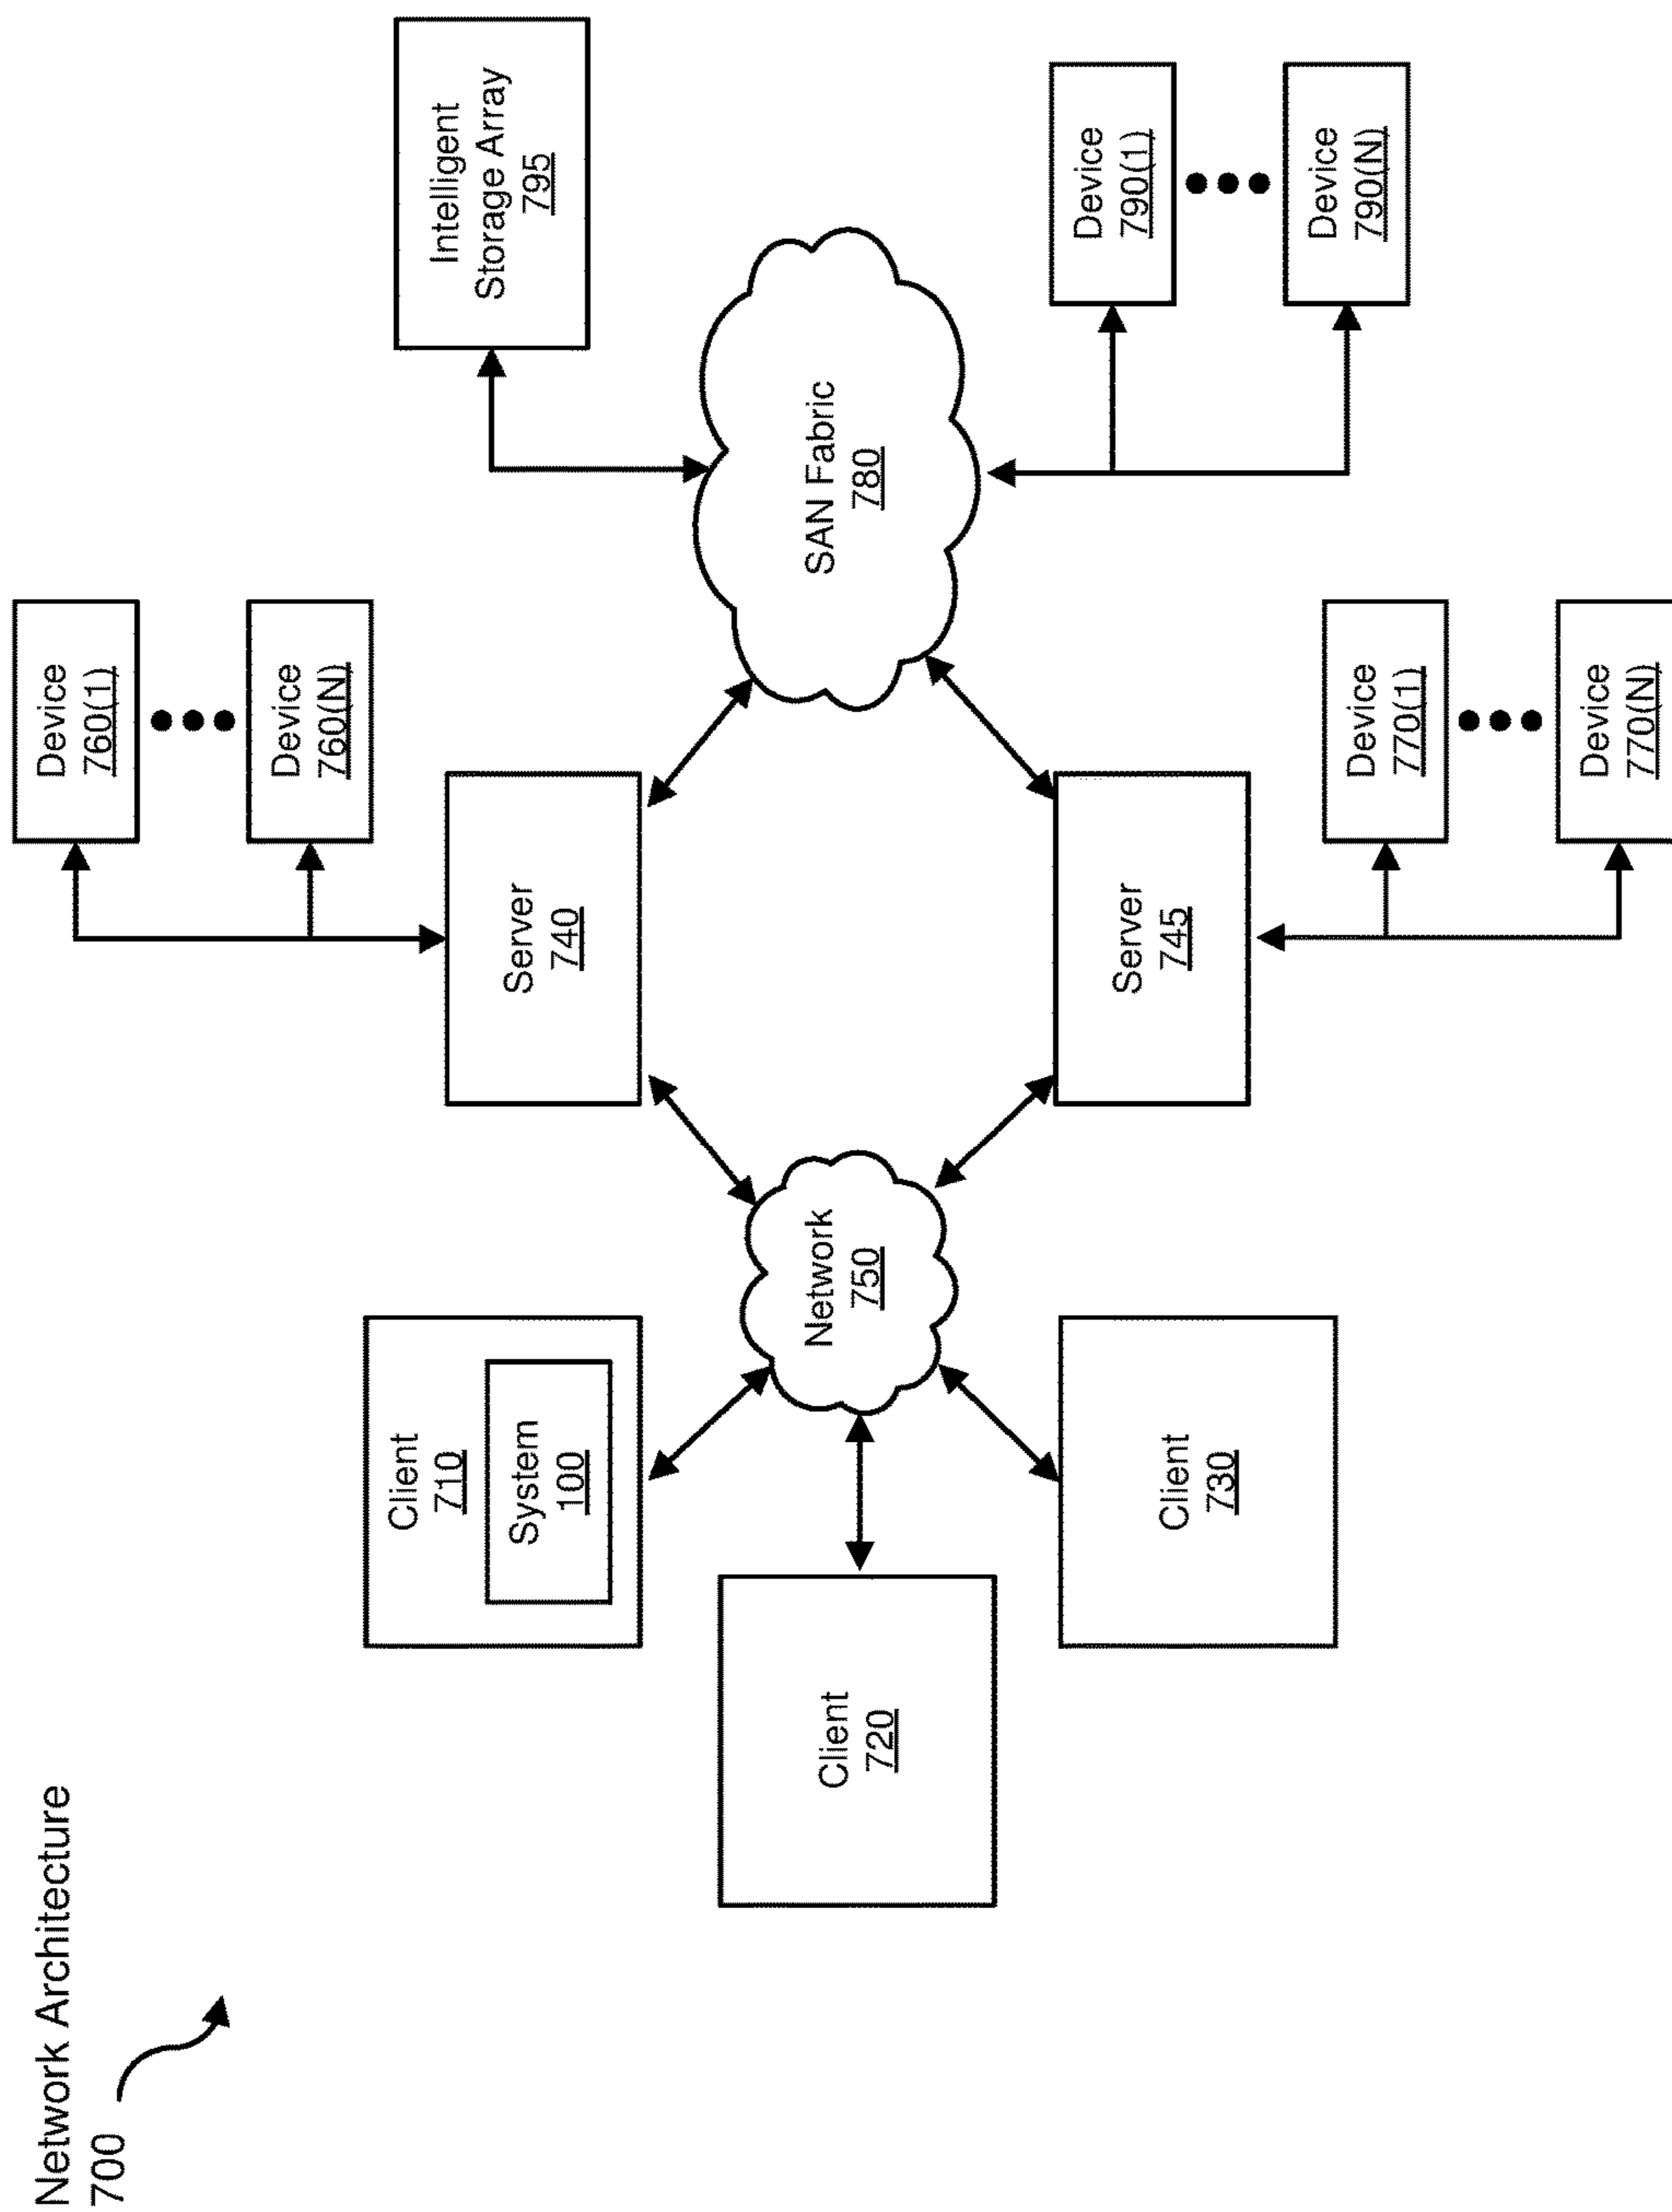 Network Architecture
700
Client
710
System
100
Client
720
Client
730
Network
750
Server
740
Server
745
Device
760(1)
Device
760(N)
Device
770(1)
Device
770(N)
SAN Fabric
780
Intelligent
Storage Array
795
Device
790(1)
Device
790(N)